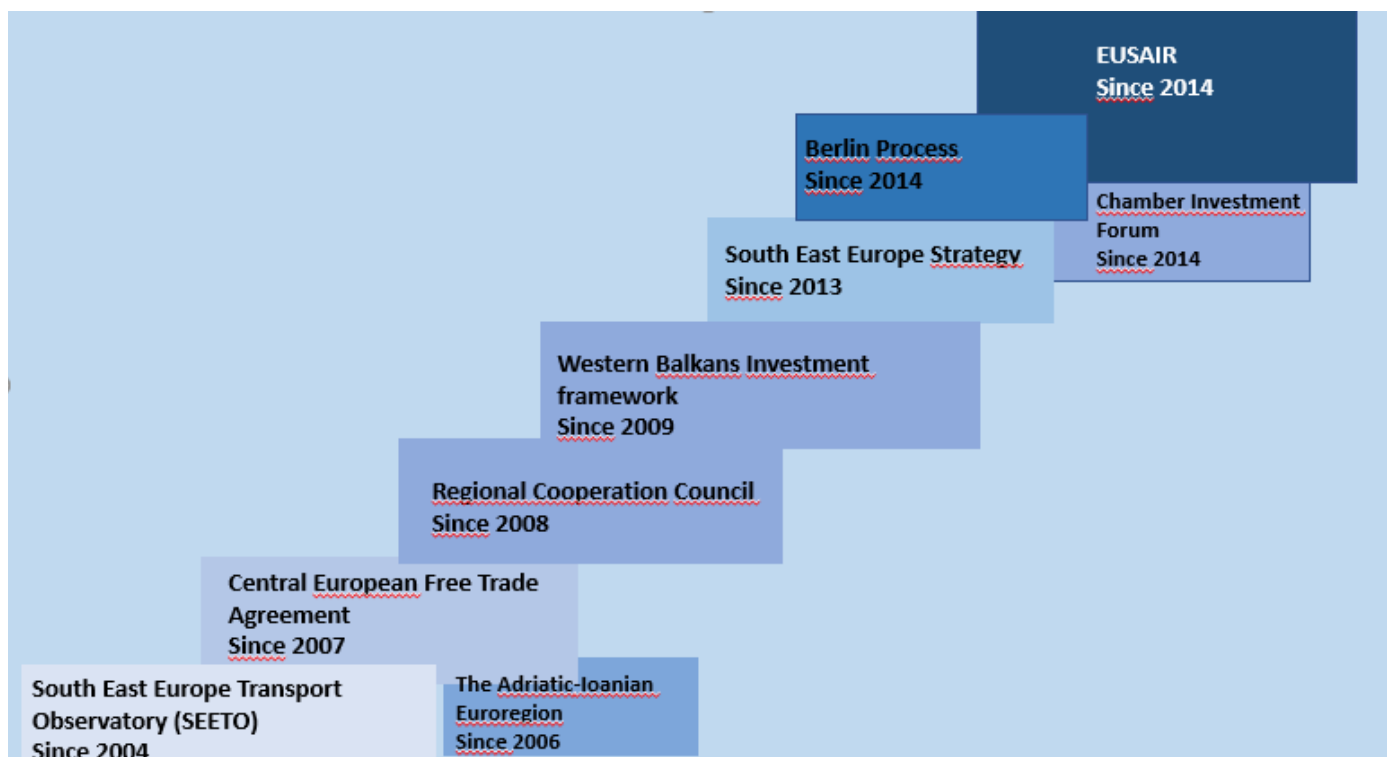 EUSAIR
Since 2014
Berlin Process
Since 2014
Chamber Investment
Forum
Since 2014
South East Europe Strategy
Since 2013
Western Balkans Investment
framework
Since 2009
Regional Cooperation Council
Since 2008
Central European Free Trade
Agreement
Since 2007
South East Europe Transport
Observatory (SEETO)
Since 2004
The Adriatic-Ioanian
Euroregion
Since 2006